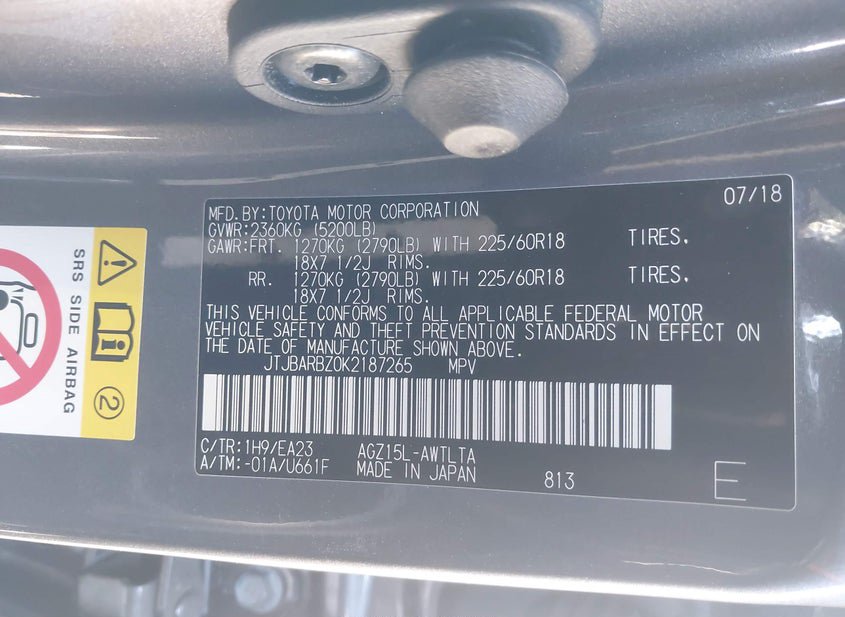 07/18
MFD.BY:TOYOTA MOTOR CORPORATION
GVWR:2360KG (5200LB)
GAWR:FRT. 1270KG (2790LB) WITH 225/60R18 TIRES.
18X7 1/2J RIMS.
RR. 1270KG (2790LB) WITH 225/60R18 TIRES.
18X7 1/2J RIMS.
THIS VEHICLE CONFORMS TO ALL APPLICABLE FEDERAL MOTOR
VEHICLE SAFETY AND THEFT PREVENTION STANDARDS IN EFFECT ON
THE DATE OF MANUFACTURE SHOWN ABOVE.
JTJBARBZ0K2187265 MPV
C/TR:1H9/EA23 AGZ15L-AWTLTA
A/TM:-01A/U661F MADE IN JAPAN 813
E
SRS SIDE AIRBAG
2